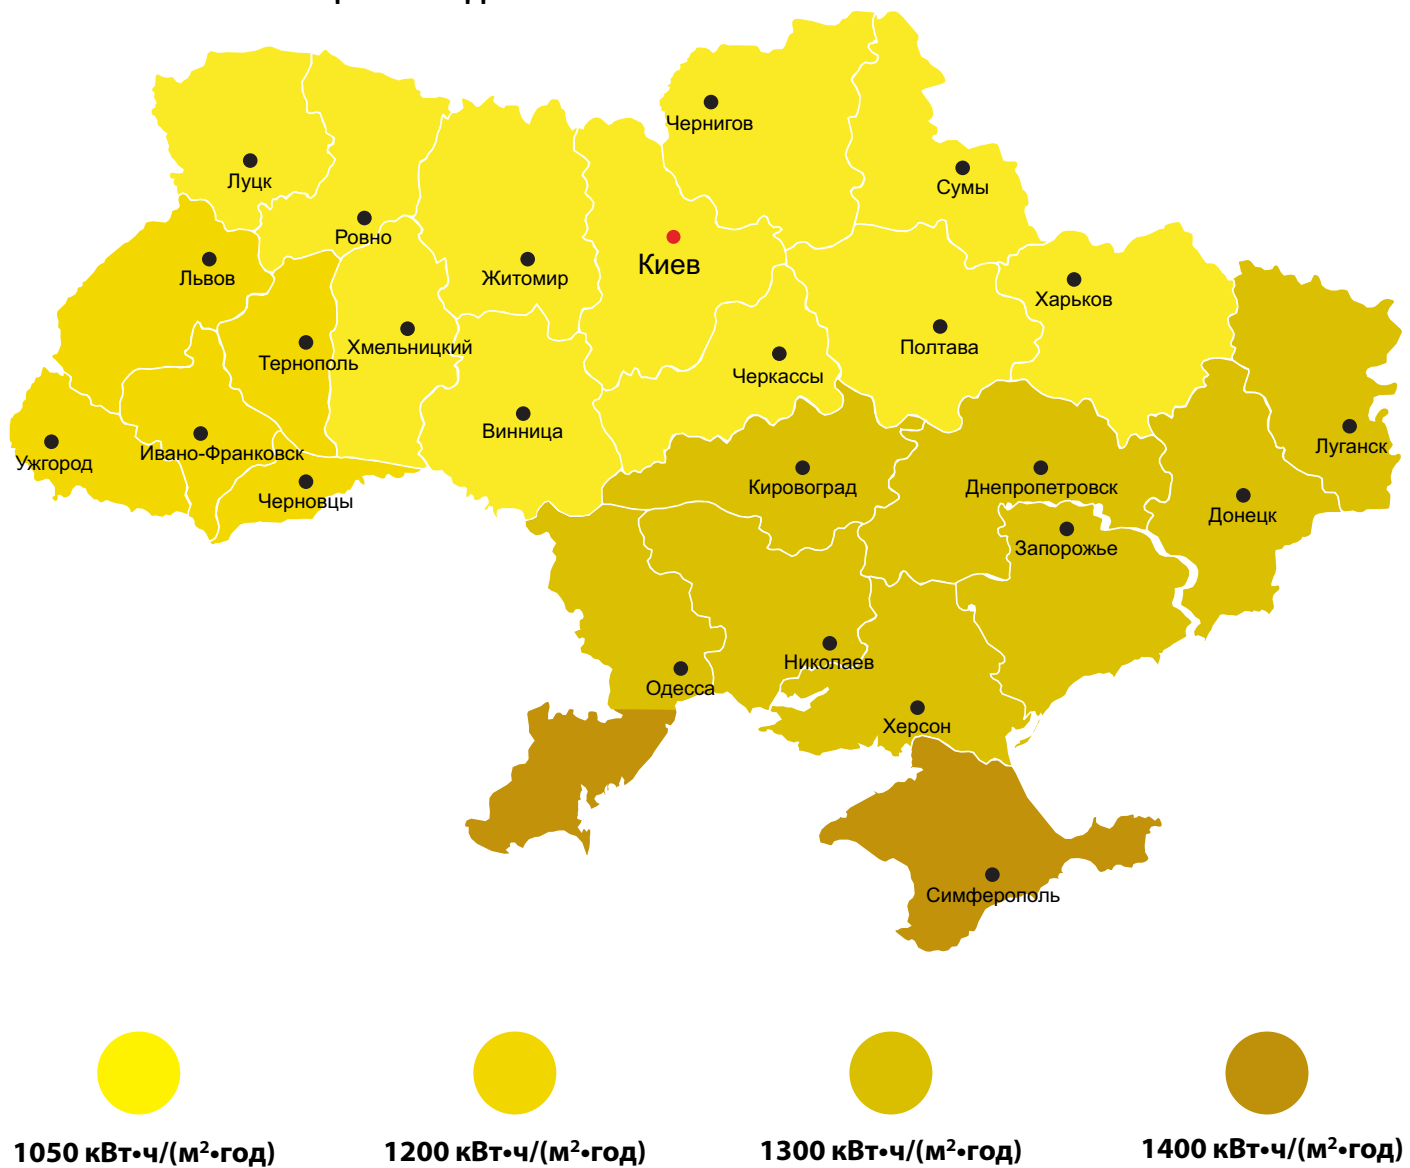 Чернигов
Луцк
Сумы
Ровно
Киев
Львов
Житомир
Харьков
Хмельницкий
Полтава
Тернополь
Черкассы
Винница
Луганск
Ивано-Франковск
Ужгород
Кировоград
Днепропетровск
Черновцы
Донецк
Запорожье
Николаев
Одесса
Херсон
Симферополь
1050 кВт•ч/(м²•год)
1200 кВт•ч/(м²•год)
1300 кВт•ч/(м²•год)
1400 кВт•ч/(м²•год)